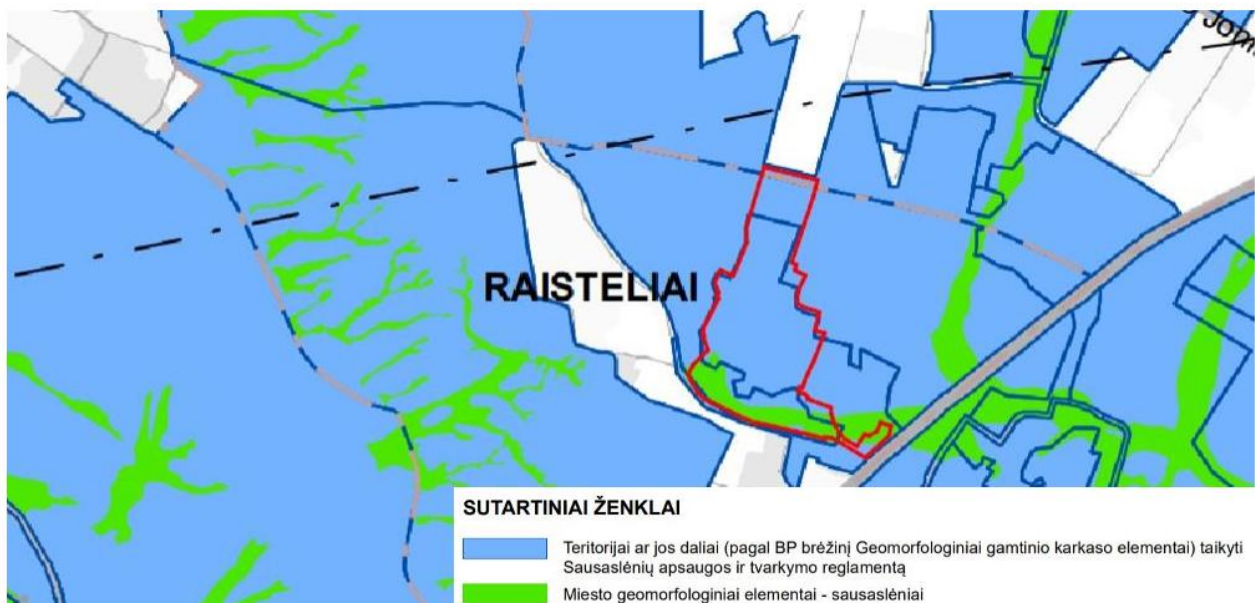 RAISTELIAI
SUTARTINIAI ŽENKLAI
Teritorijai ar jos daliai (pagal BP brėžinį Geomorfologiniai gamtinio karkaso elementai) taikyti
Sausaslėnių apsaugos ir tvarkymo reglamentą
Miesto geomorfologiniai elementai - sausaslėniai